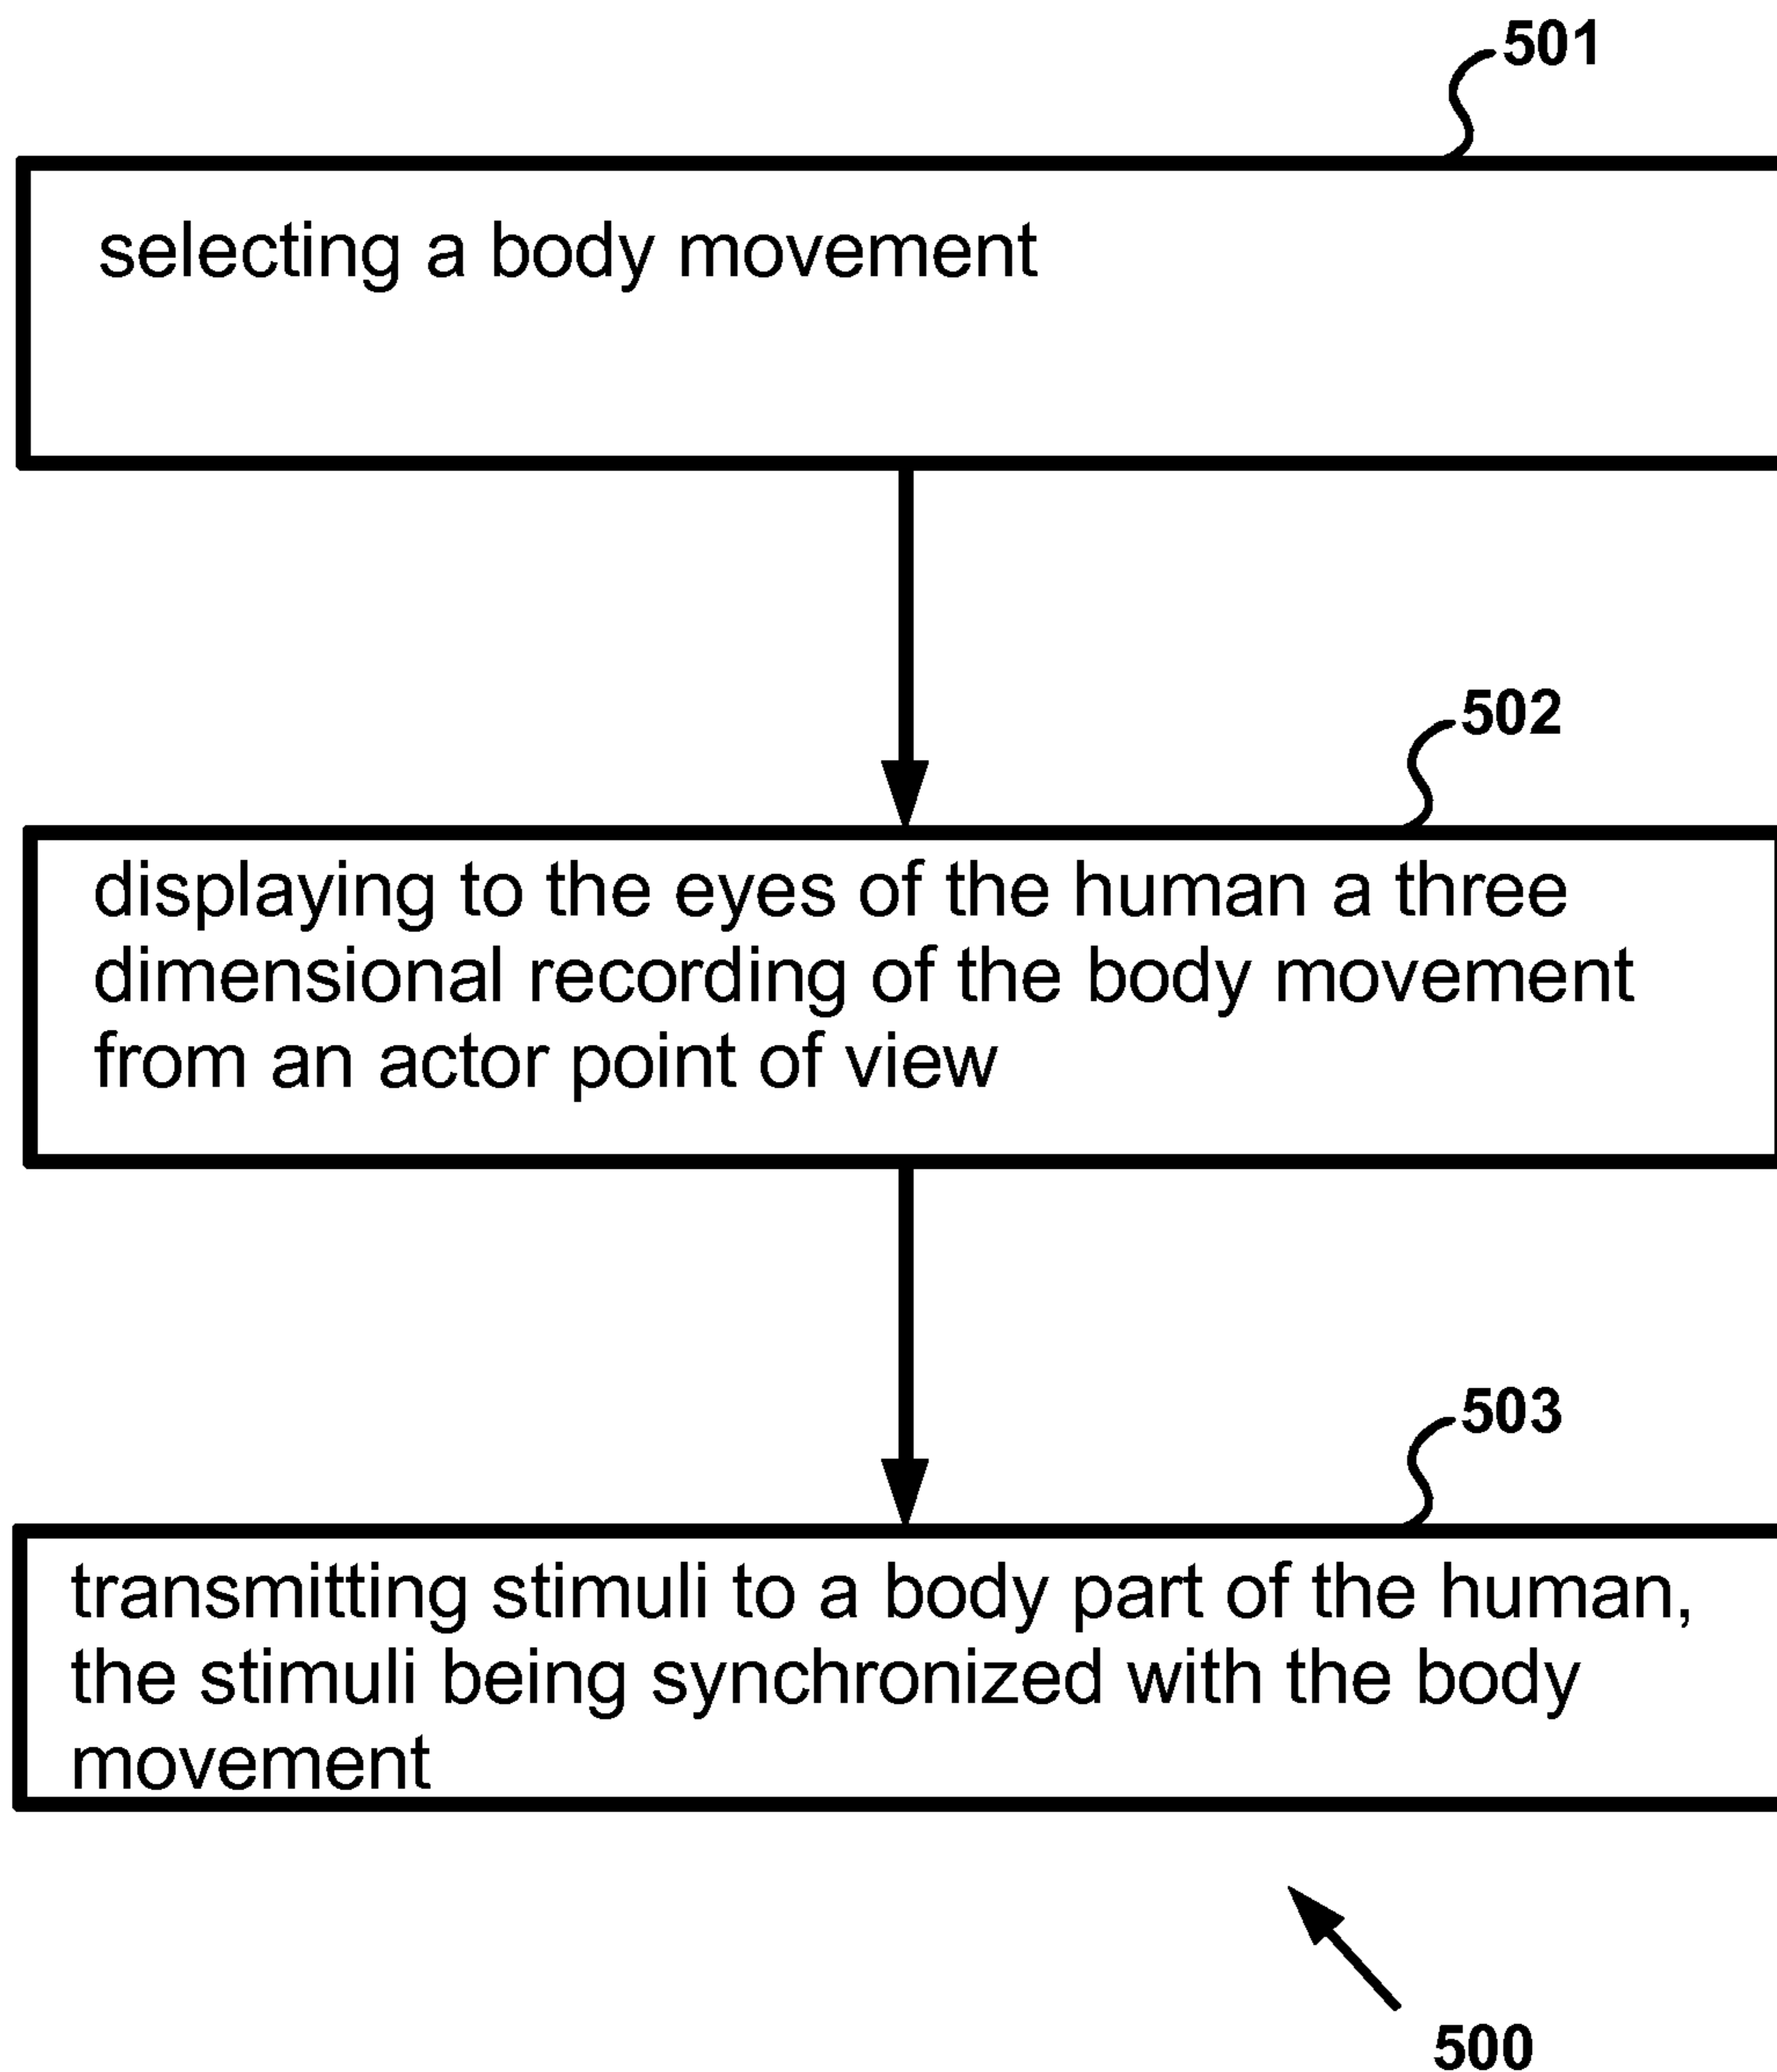 501
selecting a body movement
502
displaying to the eyes of the human a three
dimensional recording of the body movement
from an actor point of view
503
transmitting stimuli to a body part of the human,
the stimuli being synchronized with the body
movement
500